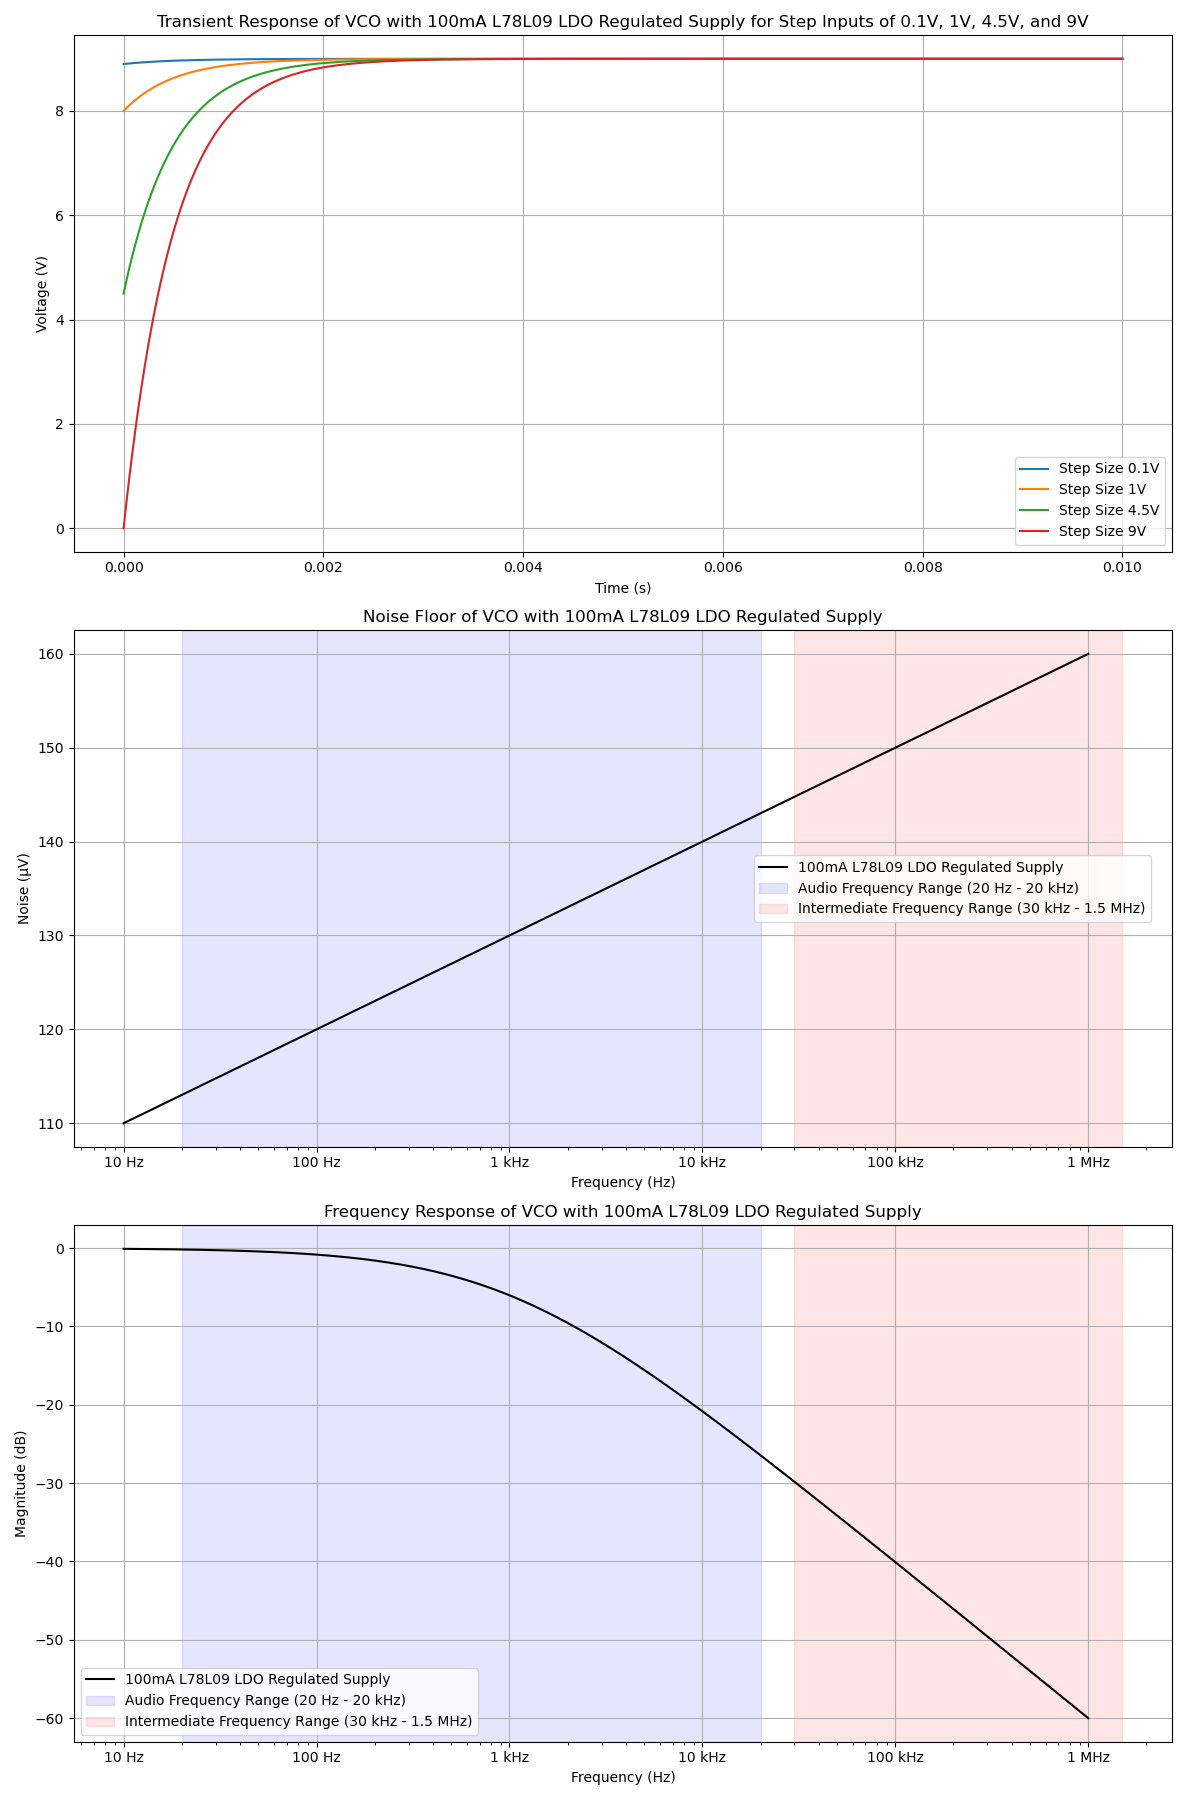 Transient Response of VCO with 100mA L78L09 LDO Regulated Supply for Step Inputs of 0.1V, 1V, 4.5V, and 9V
8
6
4
2
0
Voltage (V)
Step Size 0.1V
Step Size 1V
Step Size 4.5V
Step Size 9V
0.000 0.002 0.004 0.006 0.008 0.010
Time (s)
Noise Floor of VCO with 100mA L78L09 LDO Regulated Supply
160
150
140
130
120
110
Noise (µV)
100mA L78L09 LDO Regulated Supply
Audio Frequency Range (20 Hz - 20 kHz)
Intermediate Frequency Range (30 kHz - 1.5 MHz)
10 Hz 100 Hz 1 kHz 10 kHz 100 kHz 1 MHz
Frequency (Hz)
Frequency Response of VCO with 100mA L78L09 LDO Regulated Supply
0
−10
−20
−30
−40
−50
−60
Magnitude (dB)
100mA L78L09 LDO Regulated Supply
Audio Frequency Range (20 Hz - 20 kHz)
Intermediate Frequency Range (30 kHz - 1.5 MHz)
10 Hz 100 Hz 1 kHz 10 kHz 100 kHz 1 MHz
Frequency (Hz)